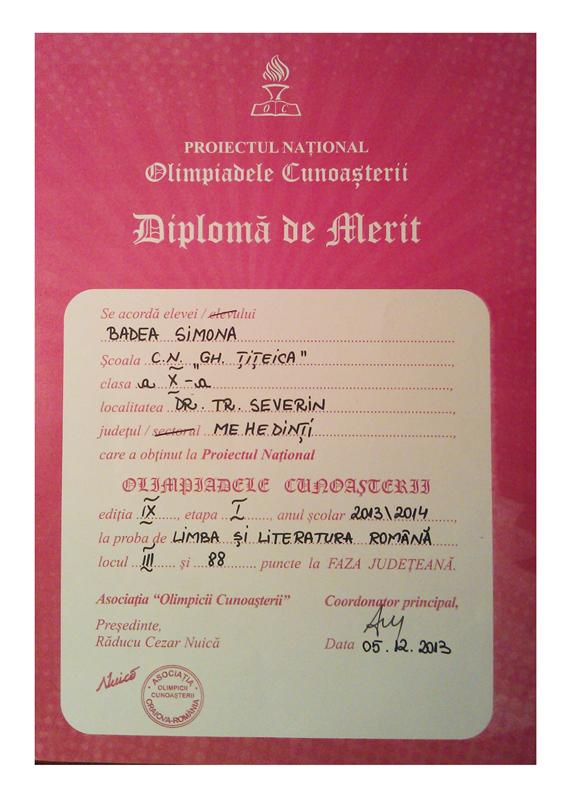 O C
PROIECTUL NAȚIONAL
Olimpiadele Cunoașterii
Diplomă de Merit
Se acordă elevei / elevului
BADEA SIMONA
Școala C.N. "GH. ȚIȚEICA"
clasa a X-a
localitatea DR. TR. SEVERIN
județul / sectorul MEHEDINȚI
care a obținut la Proiectul Național
OLIMPIADELE CUNOAȘTERII
ediția IX, etapa I, anul școlar 2013\2014
la proba de LIMBA ȘI LITERATURA ROMÂNĂ
locul III și 88 puncte la FAZA JUDEȚEANĂ.
Asociația "Olimpicii Cunoașterii" Coordonator principal,
Președinte,
Răducu Cezar Nuică
Data 05.12.2013
Nuică
ASOCIAȚIA
OLIMPICII
CUNOAȘTERII
CRAIOVA-ROMÂNIA